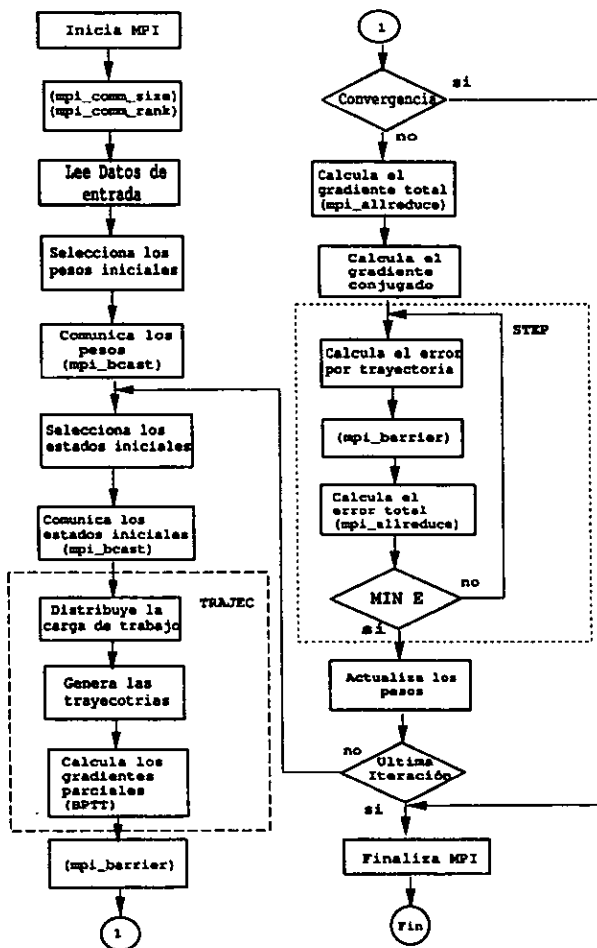 Inicia MPI
(mpi_comm_size)
(mpi_comm_rank)
Lee Datos de
entrada
Selecciona los
pesos iniciales
Comunica los
pesos
(mpi_bcast)
Selecciona los
estados iniciales
Comunica los
estados iniciales
(mpi_bcast)
TRAJEC
Distribuye la
carga de trabajo
Genera las
trayecotrias
Calcula los
gradientes
parciales
(BPTT)
(mpi_barrier)
1
1
si
Convergencia
no
Calcula el
gradiente total
(mpi_allreduce)
Calcula el
gradiente
conjugado
STEP
Calcula el error
por trayectoria
(mpi_barrier)
Calcula el
error total
(mpi_allreduce)
no
MIN E
si
Actualiza los
pesos
no
Ultima
Iteración
si
Finaliza MPI
Fin